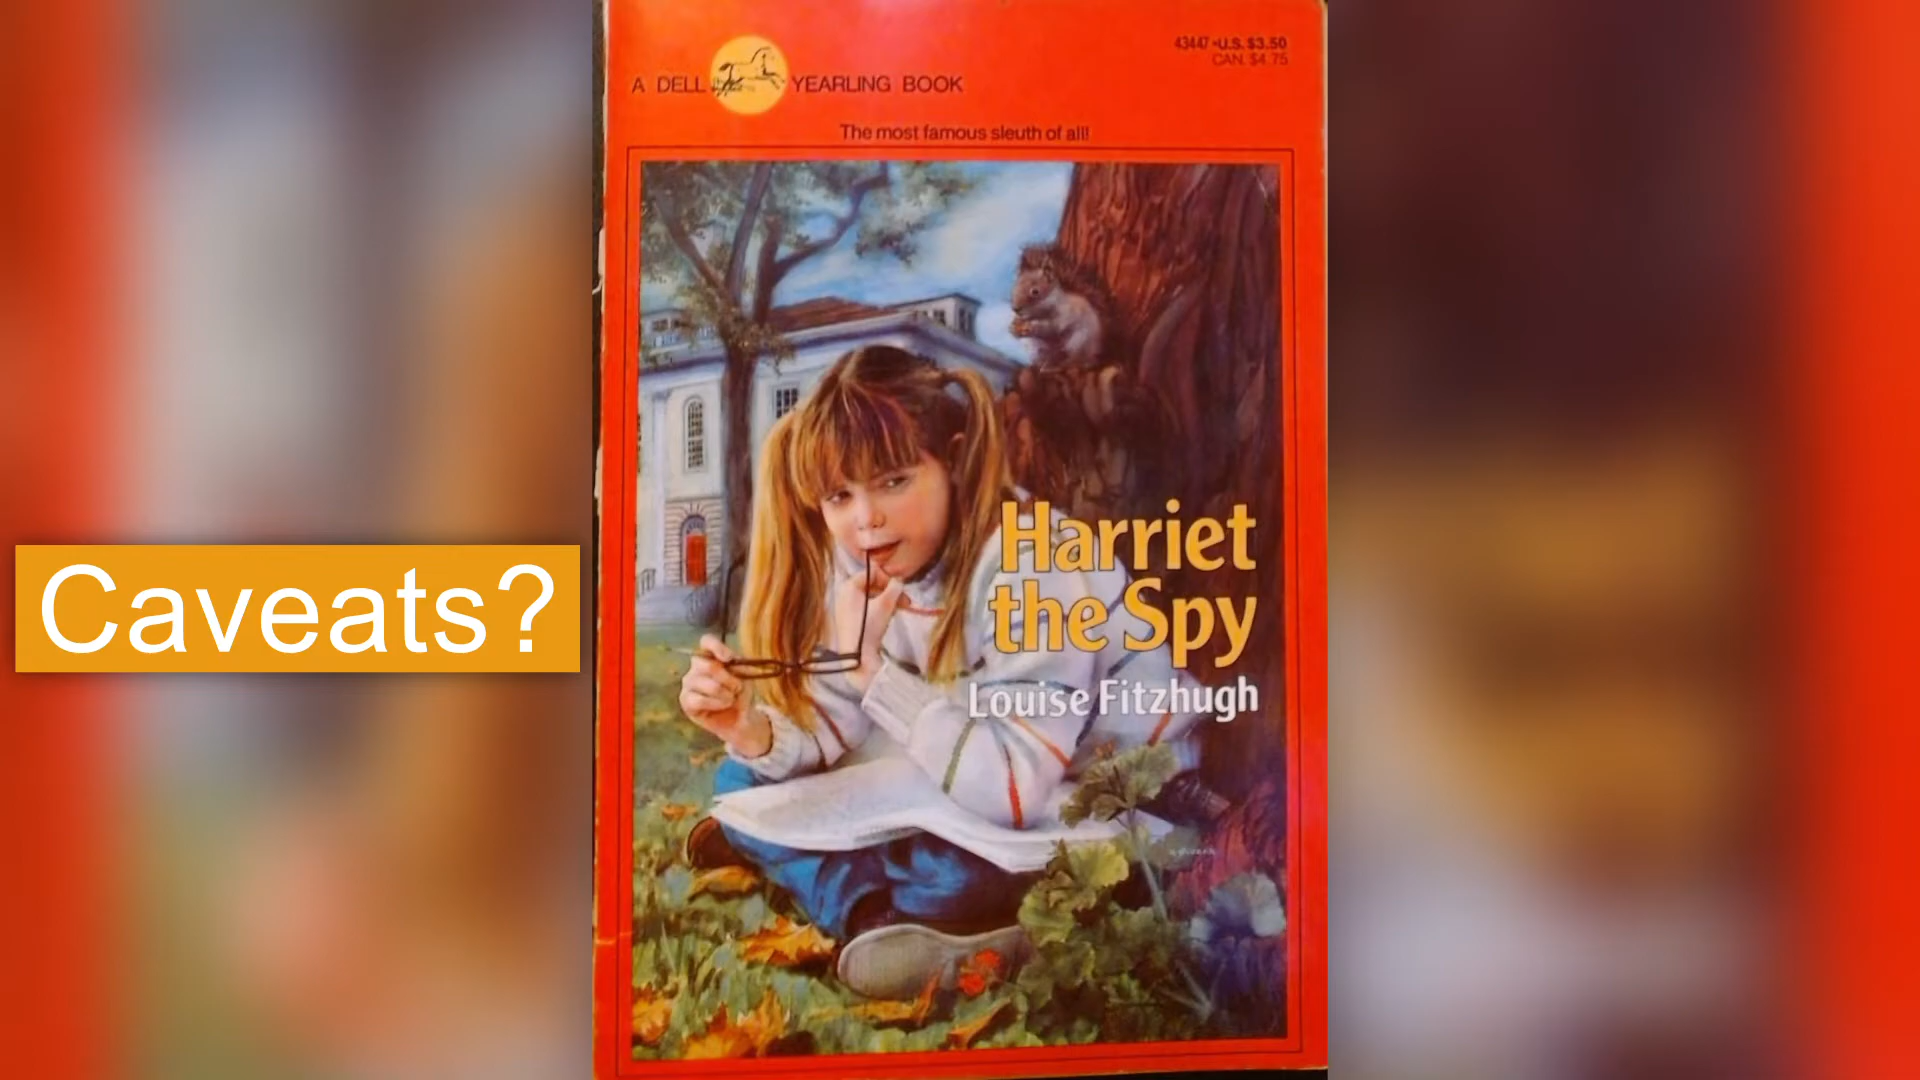 43447-U.S. $3.50
CAN. $4.75
A DELL YEARLING BOOK
The most famous sleuth of all!
Caveats?
Harriet
the Spy
Louise Fitzhugh